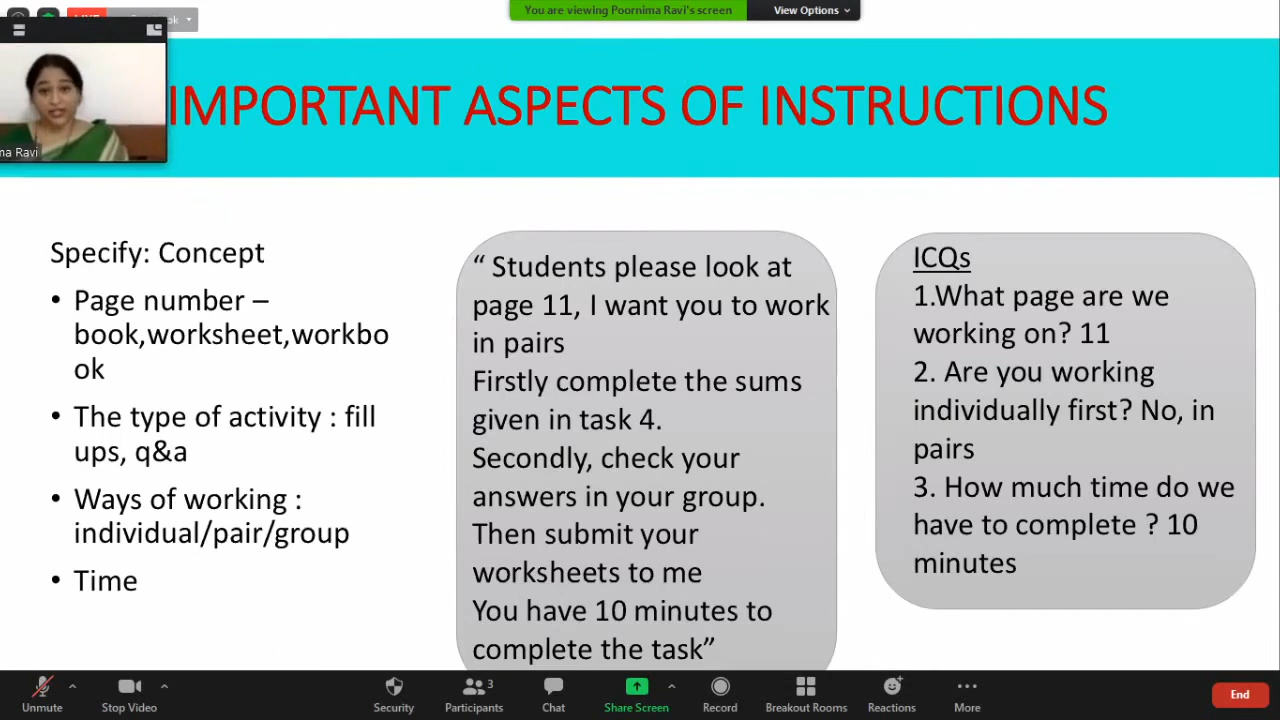 LIVE
You are viewing Poornima Ravi's screen
View Options
ma Ravi
IMPORTANT ASPECTS OF INSTRUCTIONS
Specify: Concept
• Page number –
book,worksheet,workbo
ok
• The type of activity : fill
ups, q&a
• Ways of working :
individual/pair/group
• Time
“ Students please look at
page 11, I want you to work
in pairs
Firstly complete the sums
given in task 4.
Secondly, check your
answers in your group.
Then submit your
worksheets to me
You have 10 minutes to
complete the task”
ICQs
1.What page are we
working on? 11
2. Are you working
individually first? No, in
pairs
3. How much time do we
have to complete ? 10
minutes
Unmute
Stop Video
Security
Participants
3
Chat
Share Screen
Record
Breakout Rooms
Reactions
More
End